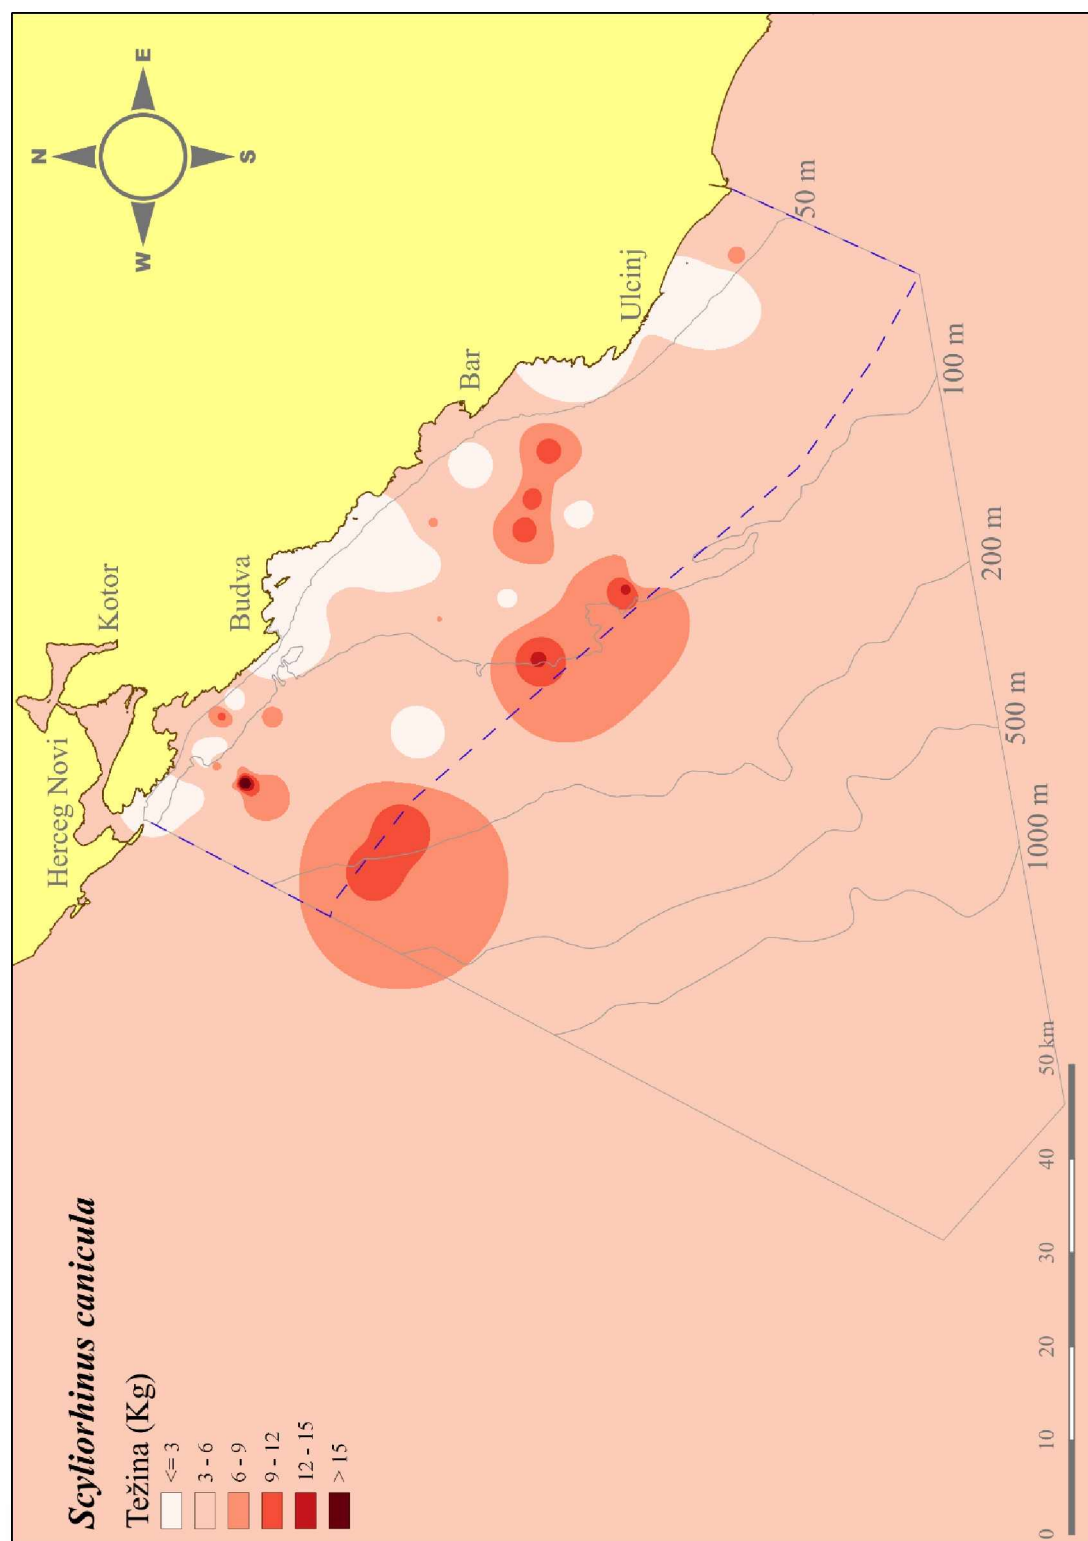 Scyliorhinus canicula
Težina (Kg)
<= 3
3 - 6
6 - 9
9 - 12
12 - 15
> 15
N
E
S
W
Herceg Novi
Kotor
Budva
Bar
Ulcinj
50 m
100 m
200 m
500 m
1000 m
0 10 20 30 40 50 km